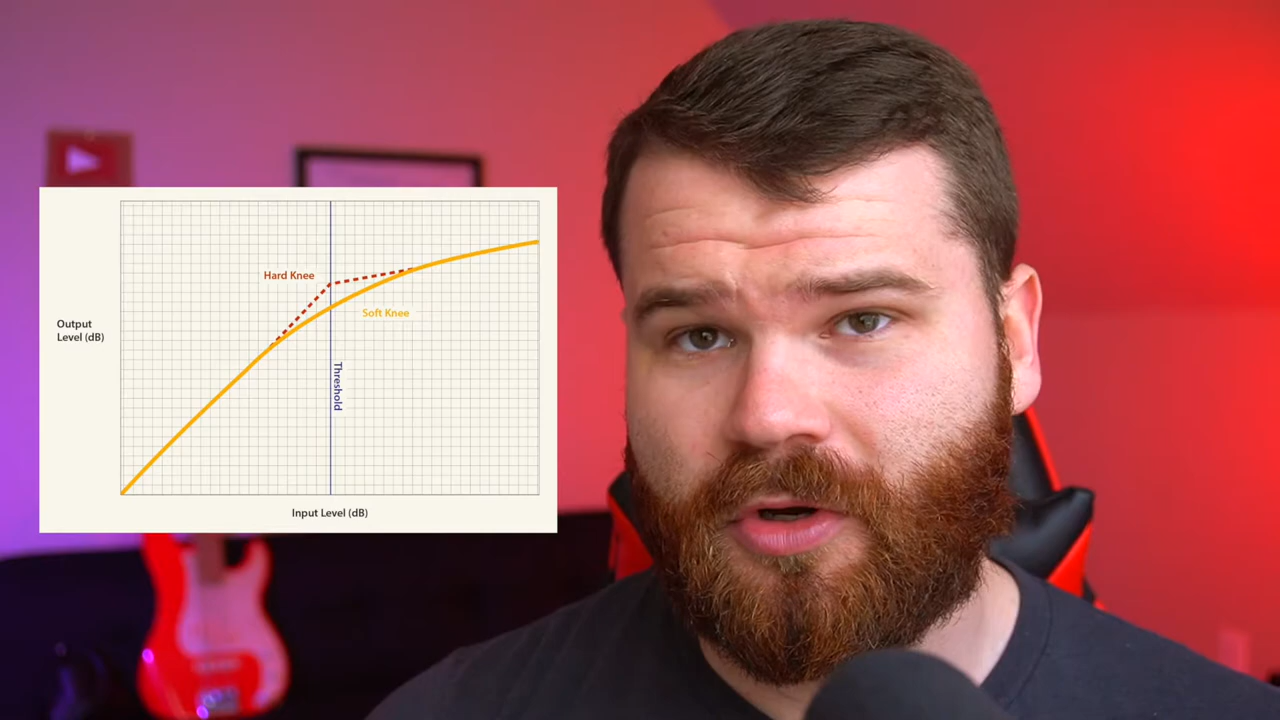 Hard Knee
Soft Knee
Output
Level (dB)
Threshold
Input Level (dB)